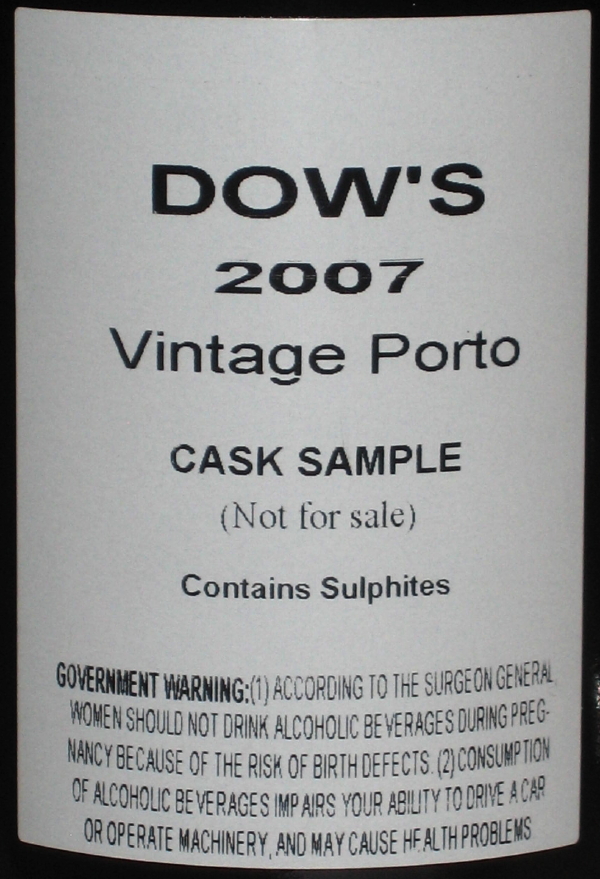 DOW'S
2007
Vintage Porto
CASK SAMPLE
(Not for sale)
Contains Sulphites
GOVERNMENT WARNING:(1) ACCORDING TO THE SURGEON GENERAL
WOMEN SHOULD NOT DRINK ALCOHOLIC BEVERAGES DURING PREG-
NANCY BECAUSE OF THE RISK OF BIRTH DEFECTS. (2) CONSUMPTION
OF ALCOHOLIC BEVERAGES IMPAIRS YOUR ABILITY TO DRIVE A CAR
OR OPERATE MACHINERY, AND MAY CAUSE HEALTH PROBLEMS